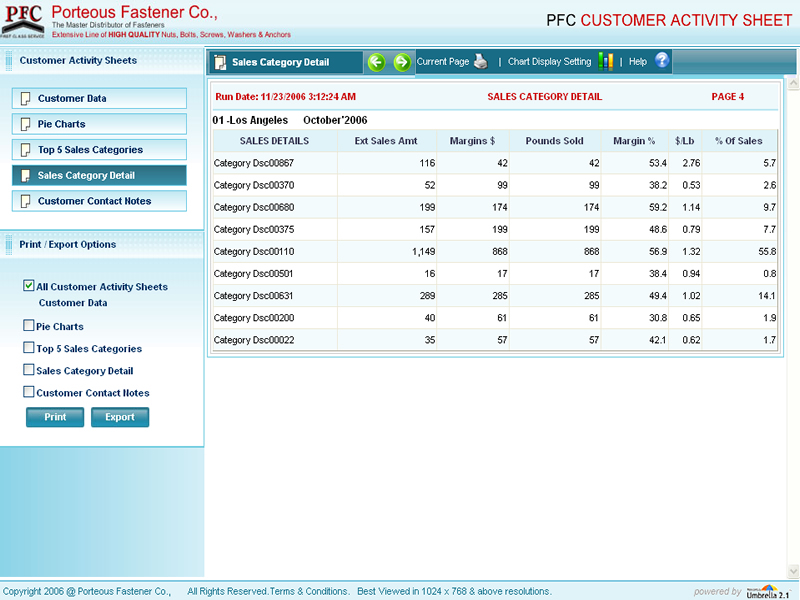 PFC
FIRST CLASS SERVICE
Porteous Fastener Co.,
The Master Distributor of Fasteners
Extensive Line of HIGH QUALITY Nuts, Bolts, Screws, Washers & Anchors
PFC CUSTOMER ACTIVITY SHEET
Customer Activity Sheets
Customer Data
Pie Charts
Top 5 Sales Categories
Sales Category Detail
Customer Contact Notes
Print / Export Options
All Customer Activity Sheets
Customer Data
Pie Charts
Top 5 Sales Categories
Sales Category Detail
Customer Contact Notes
Print Export
Sales Category Detail Current Page | Chart Display Setting | Help ?
Run Date: 11/23/2006 3:12:24 AM SALES CATEGORY DETAIL PAGE 4
01 -Los Angeles October'2006
SALES DETAILS Ext Sales Amt Margins $ Pounds Sold Margin % $/Lb % Of Sales
Category Dsc00867 116 42 42 53.4 2.76 5.7
Category Dsc00370 52 99 99 38.2 0.53 2.6
Category Dsc00680 199 174 174 59.2 1.14 9.7
Category Dsc00375 157 199 199 48.6 0.79 7.7
Category Dsc00110 1,149 868 868 56.9 1.32 55.8
Category Dsc00501 16 17 17 38.4 0.94 0.8
Category Dsc00631 289 285 285 49.4 1.02 14.1
Category Dsc00200 40 61 61 30.8 0.65 1.9
Category Dsc00022 35 57 57 42.1 0.62 1.7
Copyright 2006 @ Porteous Fastener Co., All Rights Reserved.Terms & Conditions. Best Viewed in 1024 x 768 & above resolutions. powered by Umbrella 2.1